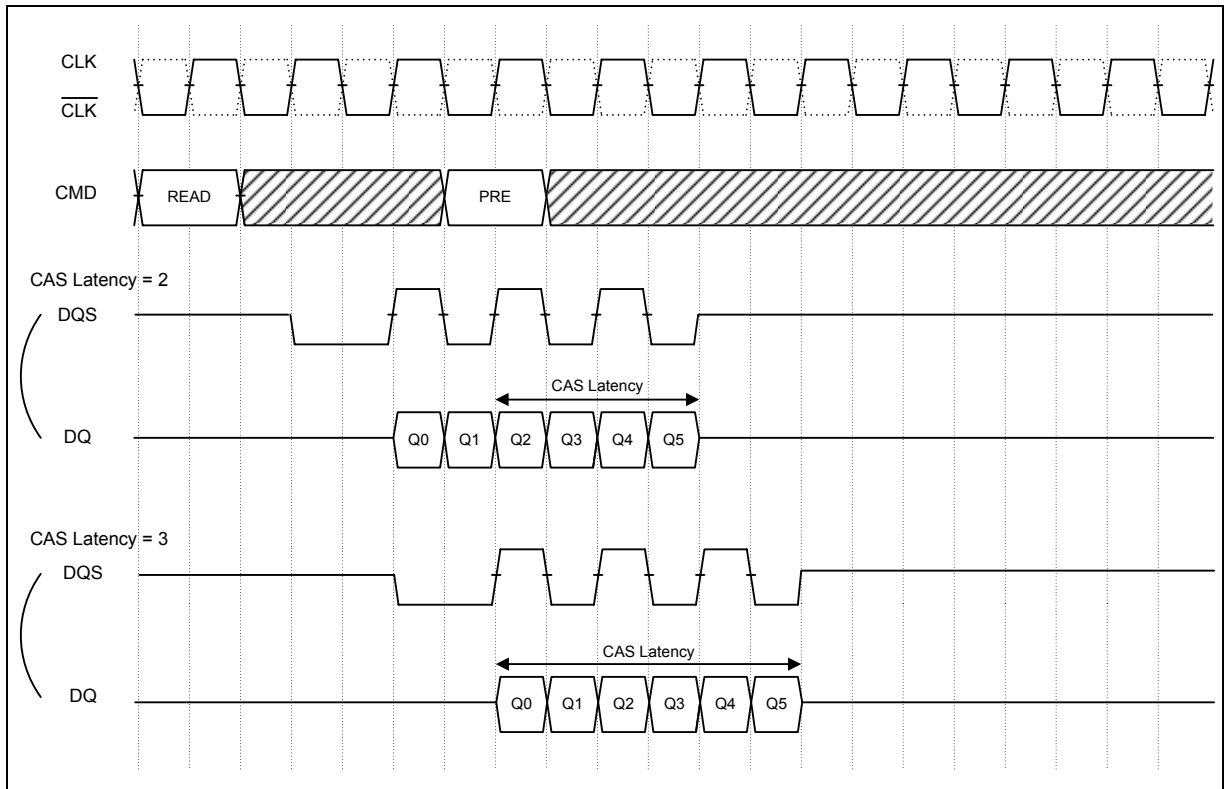 CLK
CLK
CMD
READ
PRE
CAS Latency = 2
DQS
CAS Latency
DQ
Q0 Q1 Q2 Q3 Q4 Q5
CAS Latency = 3
DQS
CAS Latency
DQ
Q0 Q1 Q2 Q3 Q4 Q5